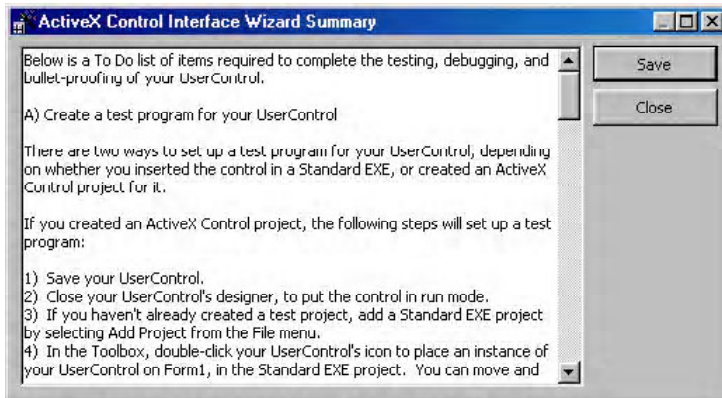 ActiveX Control Interface Wizard Summary
Below is a To Do list of items required to complete the testing, debugging, and
bullet-proofing of your UserControl.
A) Create a test program for your UserControl
There are two ways to set up a test program for your UserControl, depending
on whether you inserted the control in a Standard EXE, or created an ActiveX
Control project for it.
If you created an ActiveX Control project, the following steps will set up a test
program:
1) Save your UserControl.
2) Close your UserControl's designer, to put the control in run mode.
3) If you haven't already created a test project, add a Standard EXE project
by selecting Add Project from the File menu.
4) In the Toolbox, double-click your UserControl's icon to place an instance of
your UserControl on Form1, in the Standard EXE project. You can move and
Save
Close